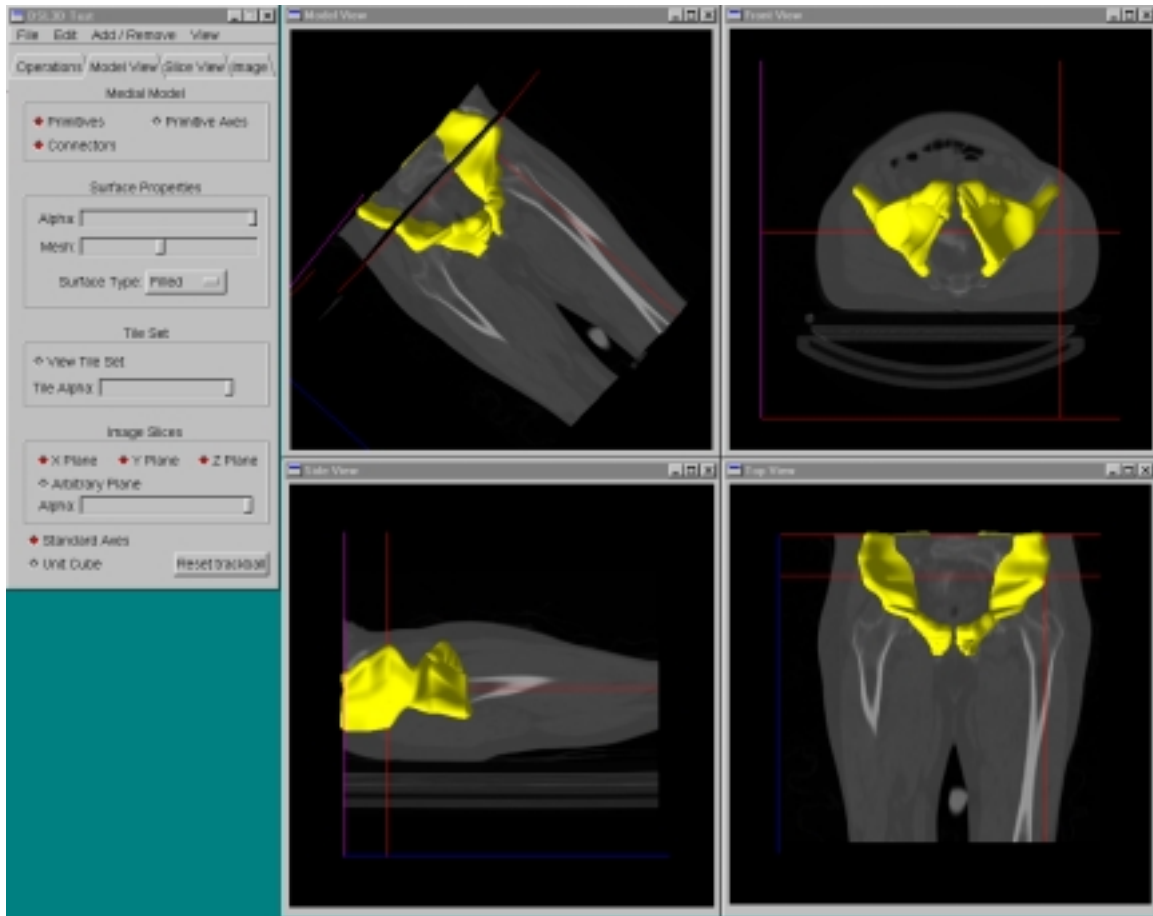 DSL3D Test
File Edit Add / Remove View
Operations Model View Slice View Image
Medial Model
Primitives Primitive Axes
Connectors
Surface Properties
Alpha:
Mesh:
Surface Type: Filled
Tile Set
View Tile Set
Tile Alpha:
Image Slices
X Plane Y Plane Z Plane
Arbitrary Plane
Alpha:
Standard Axes
Unit Cube Reset trackball
Model View
Front View
Side View
Top View